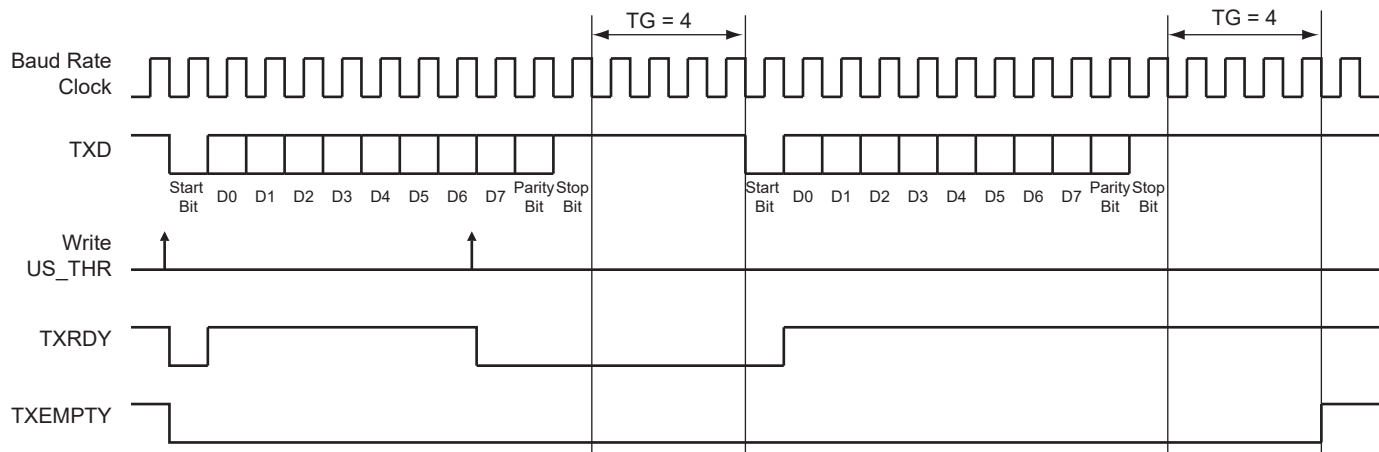 TG = 4
TG = 4
Baud Rate
Clock
TXD
Start
Bit
D0
D1
D2
D3
D4
D5
D6
D7
Parity
Bit
Stop
Bit
Start
Bit
D0
D1
D2
D3
D4
D5
D6
D7
Parity
Bit
Stop
Bit
Write
US_THR
TXRDY
TXEMPTY